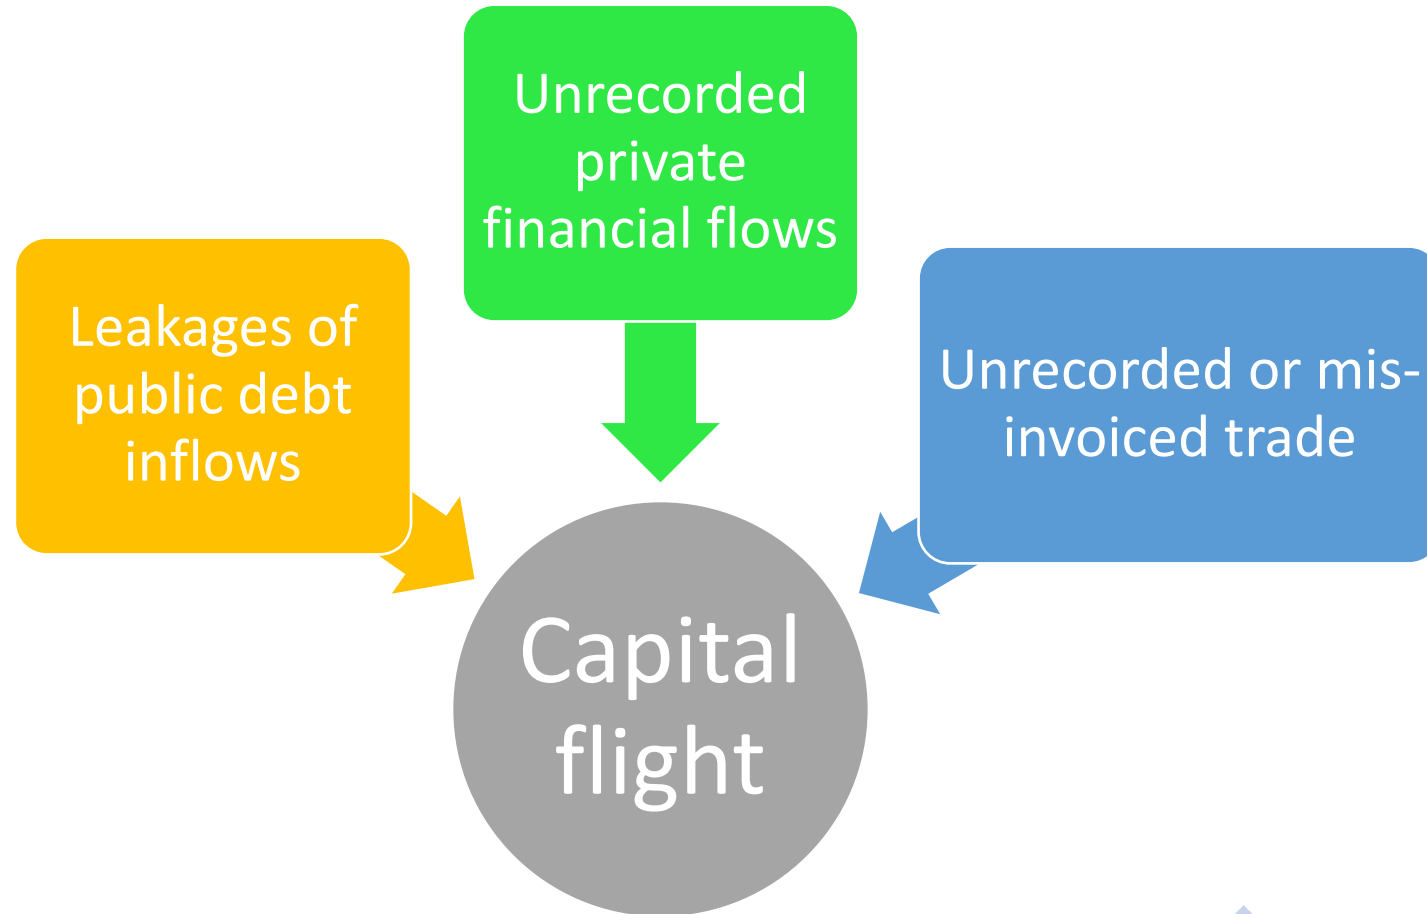 Unrecorded
private
financial flows
Leakages of
public debt
inflows
Unrecorded or mis-
invoiced trade
Capital
flight